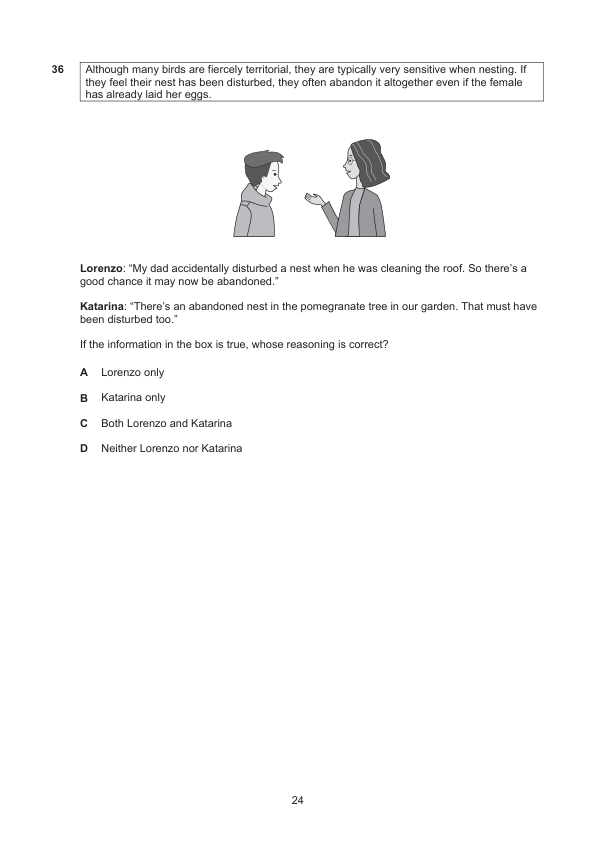 36 Although many birds are fiercely territorial, they are typically very sensitive when nesting. If
they feel their nest has been disturbed, they often abandon it altogether even if the female
has already laid her eggs.
Lorenzo: “My dad accidentally disturbed a nest when he was cleaning the roof. So there’s a
good chance it may now be abandoned.”
Katarina: “There’s an abandoned nest in the pomegranate tree in our garden. That must have
been disturbed too.”
If the information in the box is true, whose reasoning is correct?
A Lorenzo only
B Katarina only
C Both Lorenzo and Katarina
D Neither Lorenzo nor Katarina
24